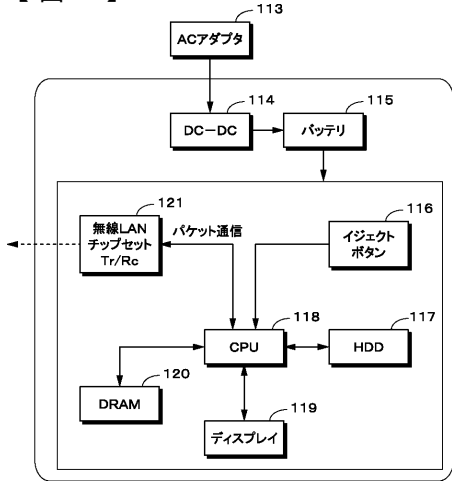 113
ACアダプタ
114
DC－DC
115
バッテリ
121
無線LAN
チップセット
Tr/Rc
パケット通信
116
イジェクト
ボタン
118
CPU
117
HDD
120
DRAM
119
ディスプレイ